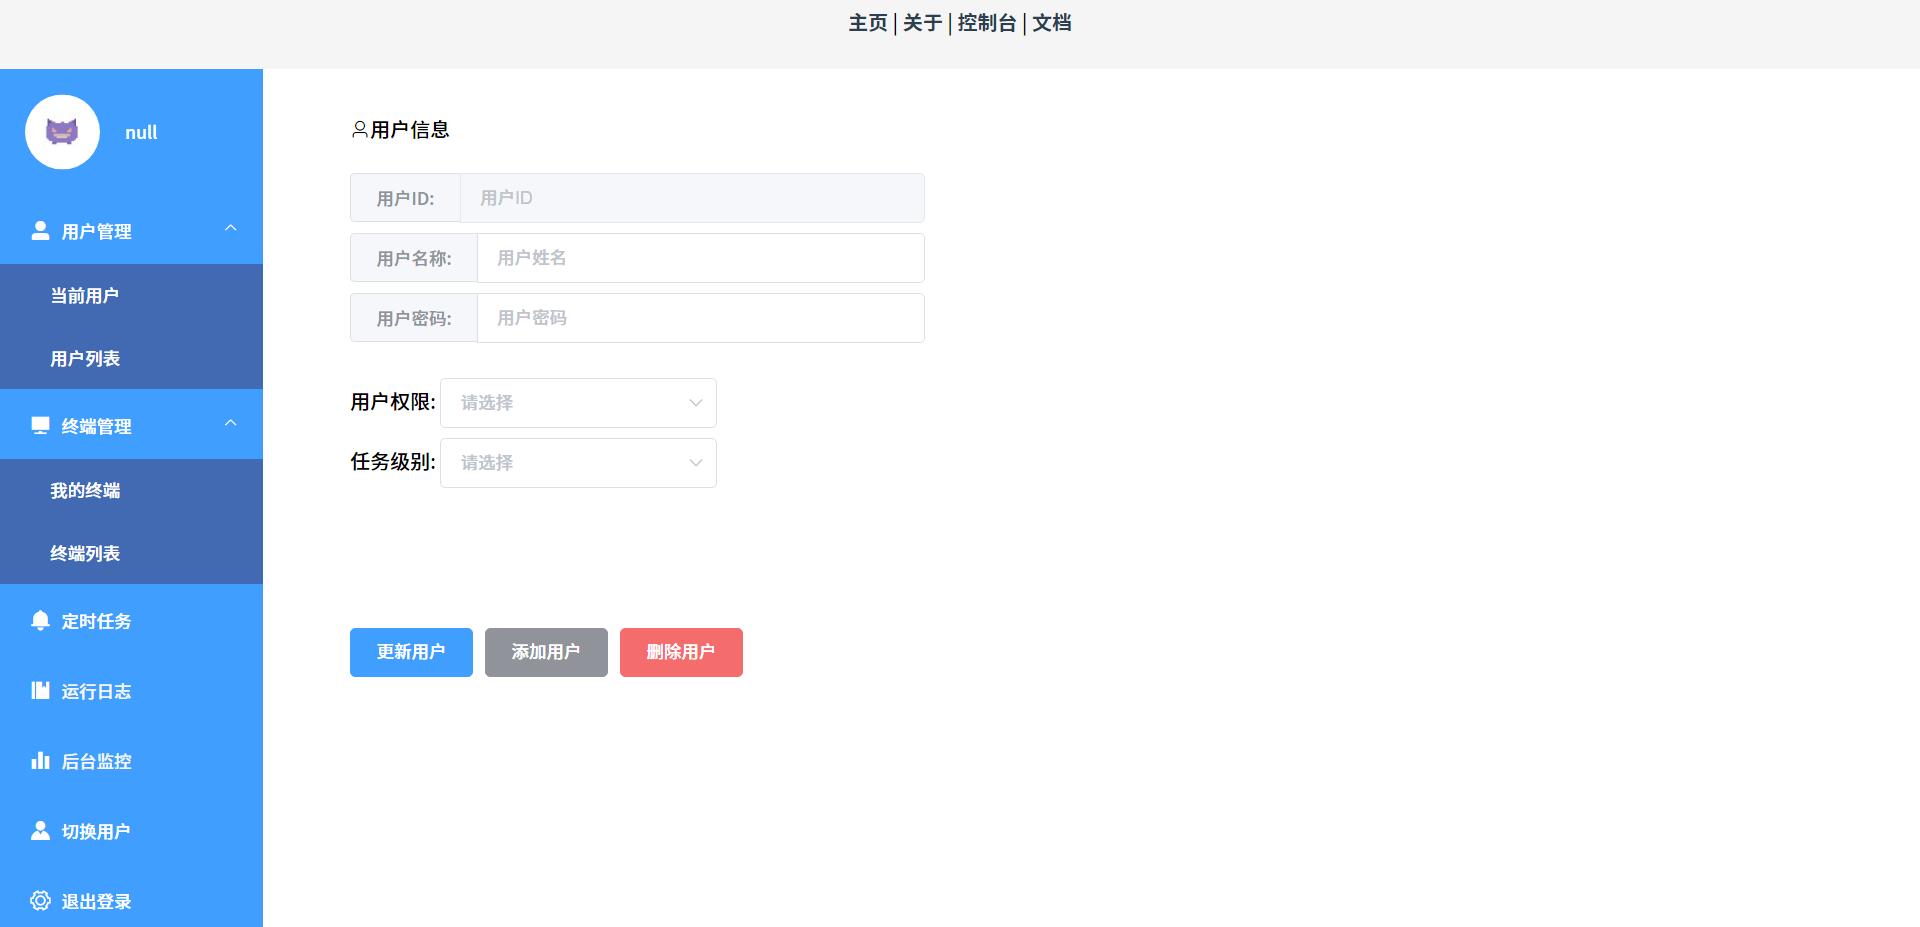 主页 | 关于 | 控制台 | 文档
null
用户管理
当前用户
用户列表
终端管理
我的终端
终端列表
定时任务
运行日志
后台监控
切换用户
退出登录
用户信息
用户ID: 用户ID
用户名称: 用户姓名
用户密码: 用户密码
用户权限: 请选择
任务级别: 请选择
更新用户 添加用户 删除用户